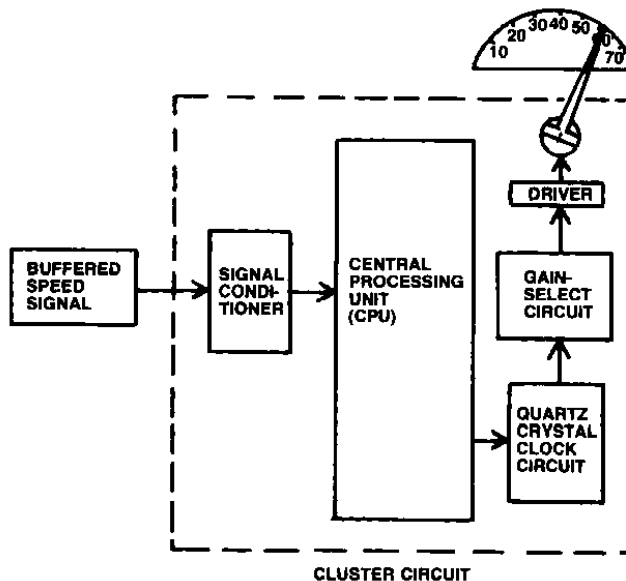 10 20 30 40 50 60 70
DRIVER
BUFFERED
SPEED
SIGNAL
SIGNAL
CONDI-
TIONER
CENTRAL
PROCESSING
UNIT
(CPU)
GAIN-
SELECT
CIRCUIT
QUARTZ
CRYSTAL
CLOCK
CIRCUIT
CLUSTER CIRCUIT